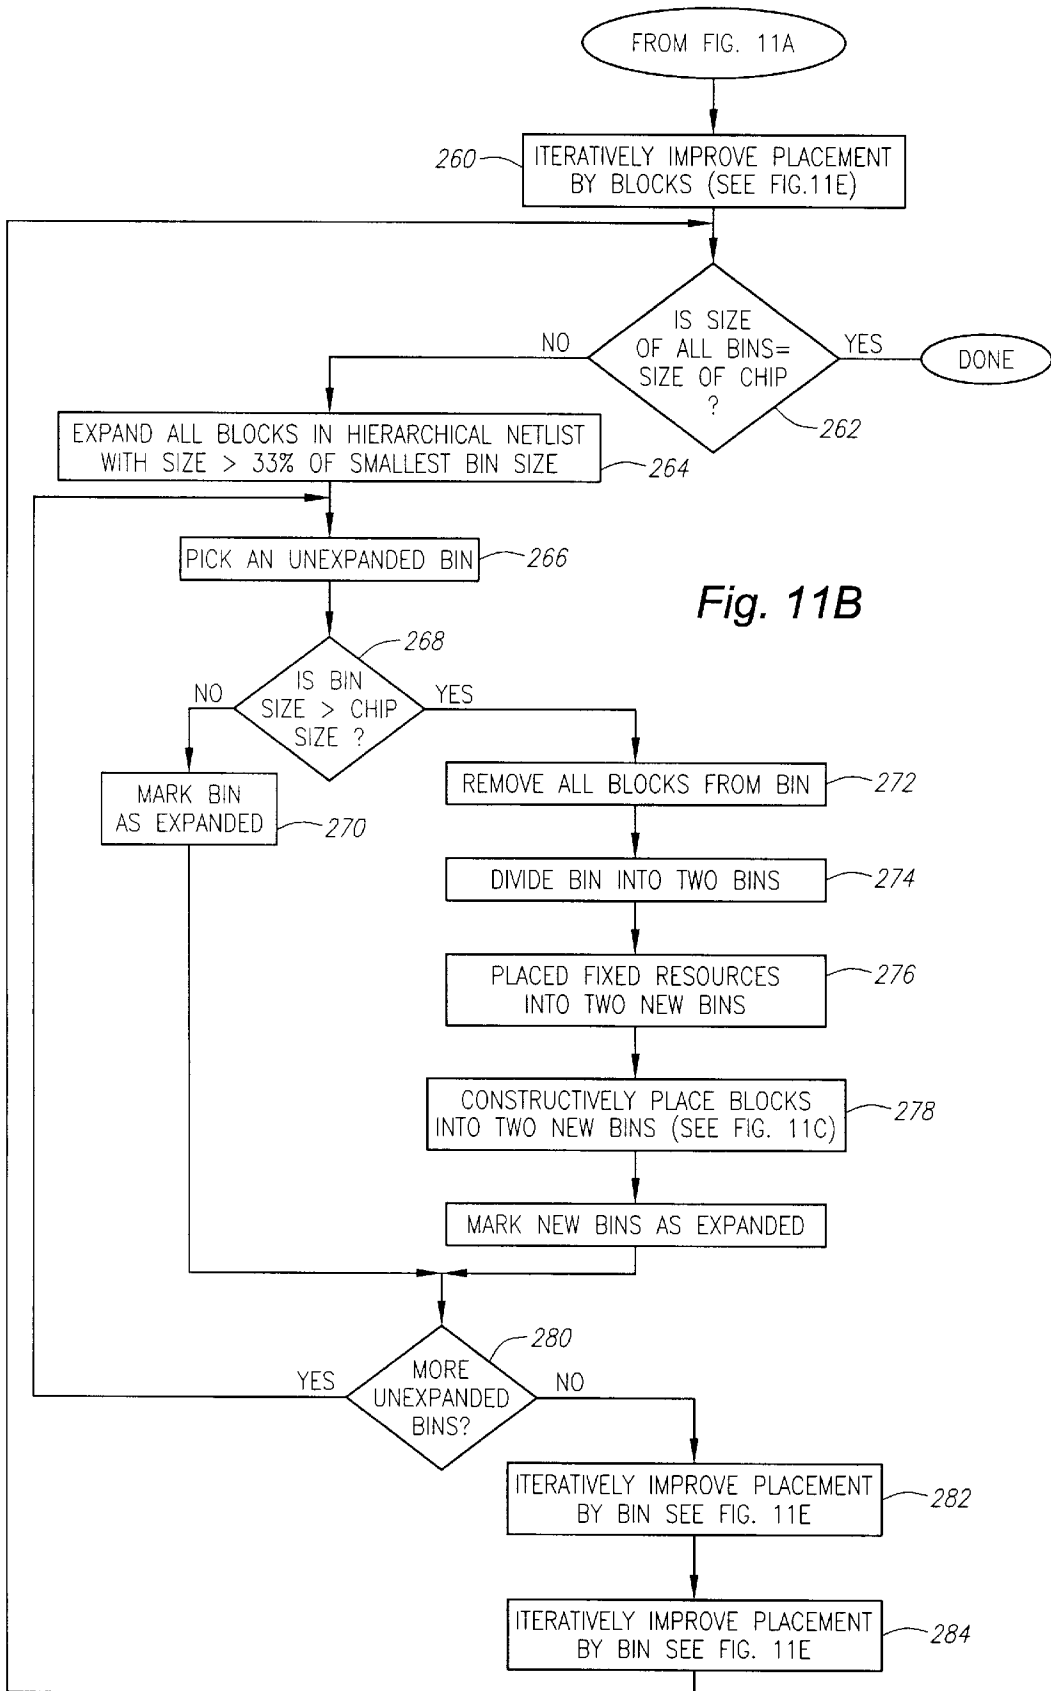 FROM FIG. 11A
260
ITERATIVELY IMPROVE PLACEMENT
BY BLOCKS (SEE FIG.11E)
IS SIZE
OF ALL BINS=
SIZE OF CHIP
?
NO
YES
DONE
262
EXPAND ALL BLOCKS IN HIERARCHICAL NETLIST
WITH SIZE > 33% OF SMALLEST BIN SIZE
264
PICK AN UNEXPANDED BIN
266
Fig. 11B
268
IS BIN
SIZE > CHIP
SIZE ?
NO
YES
MARK BIN
AS EXPANDED
270
REMOVE ALL BLOCKS FROM BIN
272
DIVIDE BIN INTO TWO BINS
274
PLACED FIXED RESOURCES
INTO TWO NEW BINS
276
CONSTRUCTIVELY PLACE BLOCKS
INTO TWO NEW BINS (SEE FIG. 11C)
278
MARK NEW BINS AS EXPANDED
280
MORE
UNEXPANDED
BINS?
YES
NO
ITERATIVELY IMPROVE PLACEMENT
BY BIN SEE FIG. 11E
282
ITERATIVELY IMPROVE PLACEMENT
BY BIN SEE FIG. 11E
284